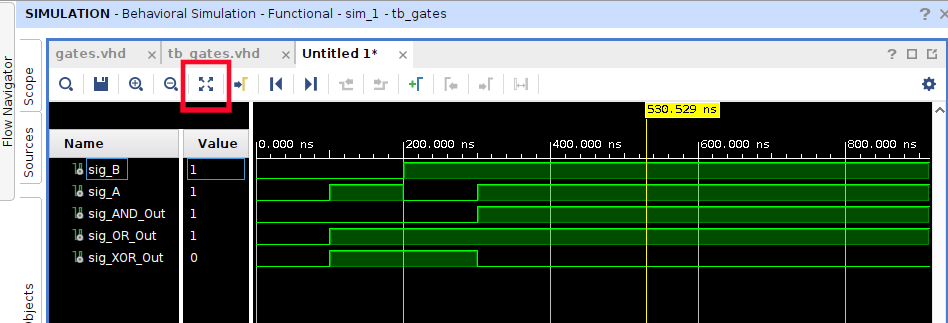 SIMULATION - Behavioral Simulation - Functional - sim_1 - tb_gates ? ×
Flow Navigator
Scope
Sources
Objects
gates.vhd × tb_gates.vhd × Untitled 1* × ?
530.529 ns
Name Value
0.000 ns 200.000 ns 400.000 ns 600.000 ns 800.000 ns
sig_B 1
sig_A 1
sig_AND_Out 1
sig_OR_Out 1
sig_XOR_Out 0